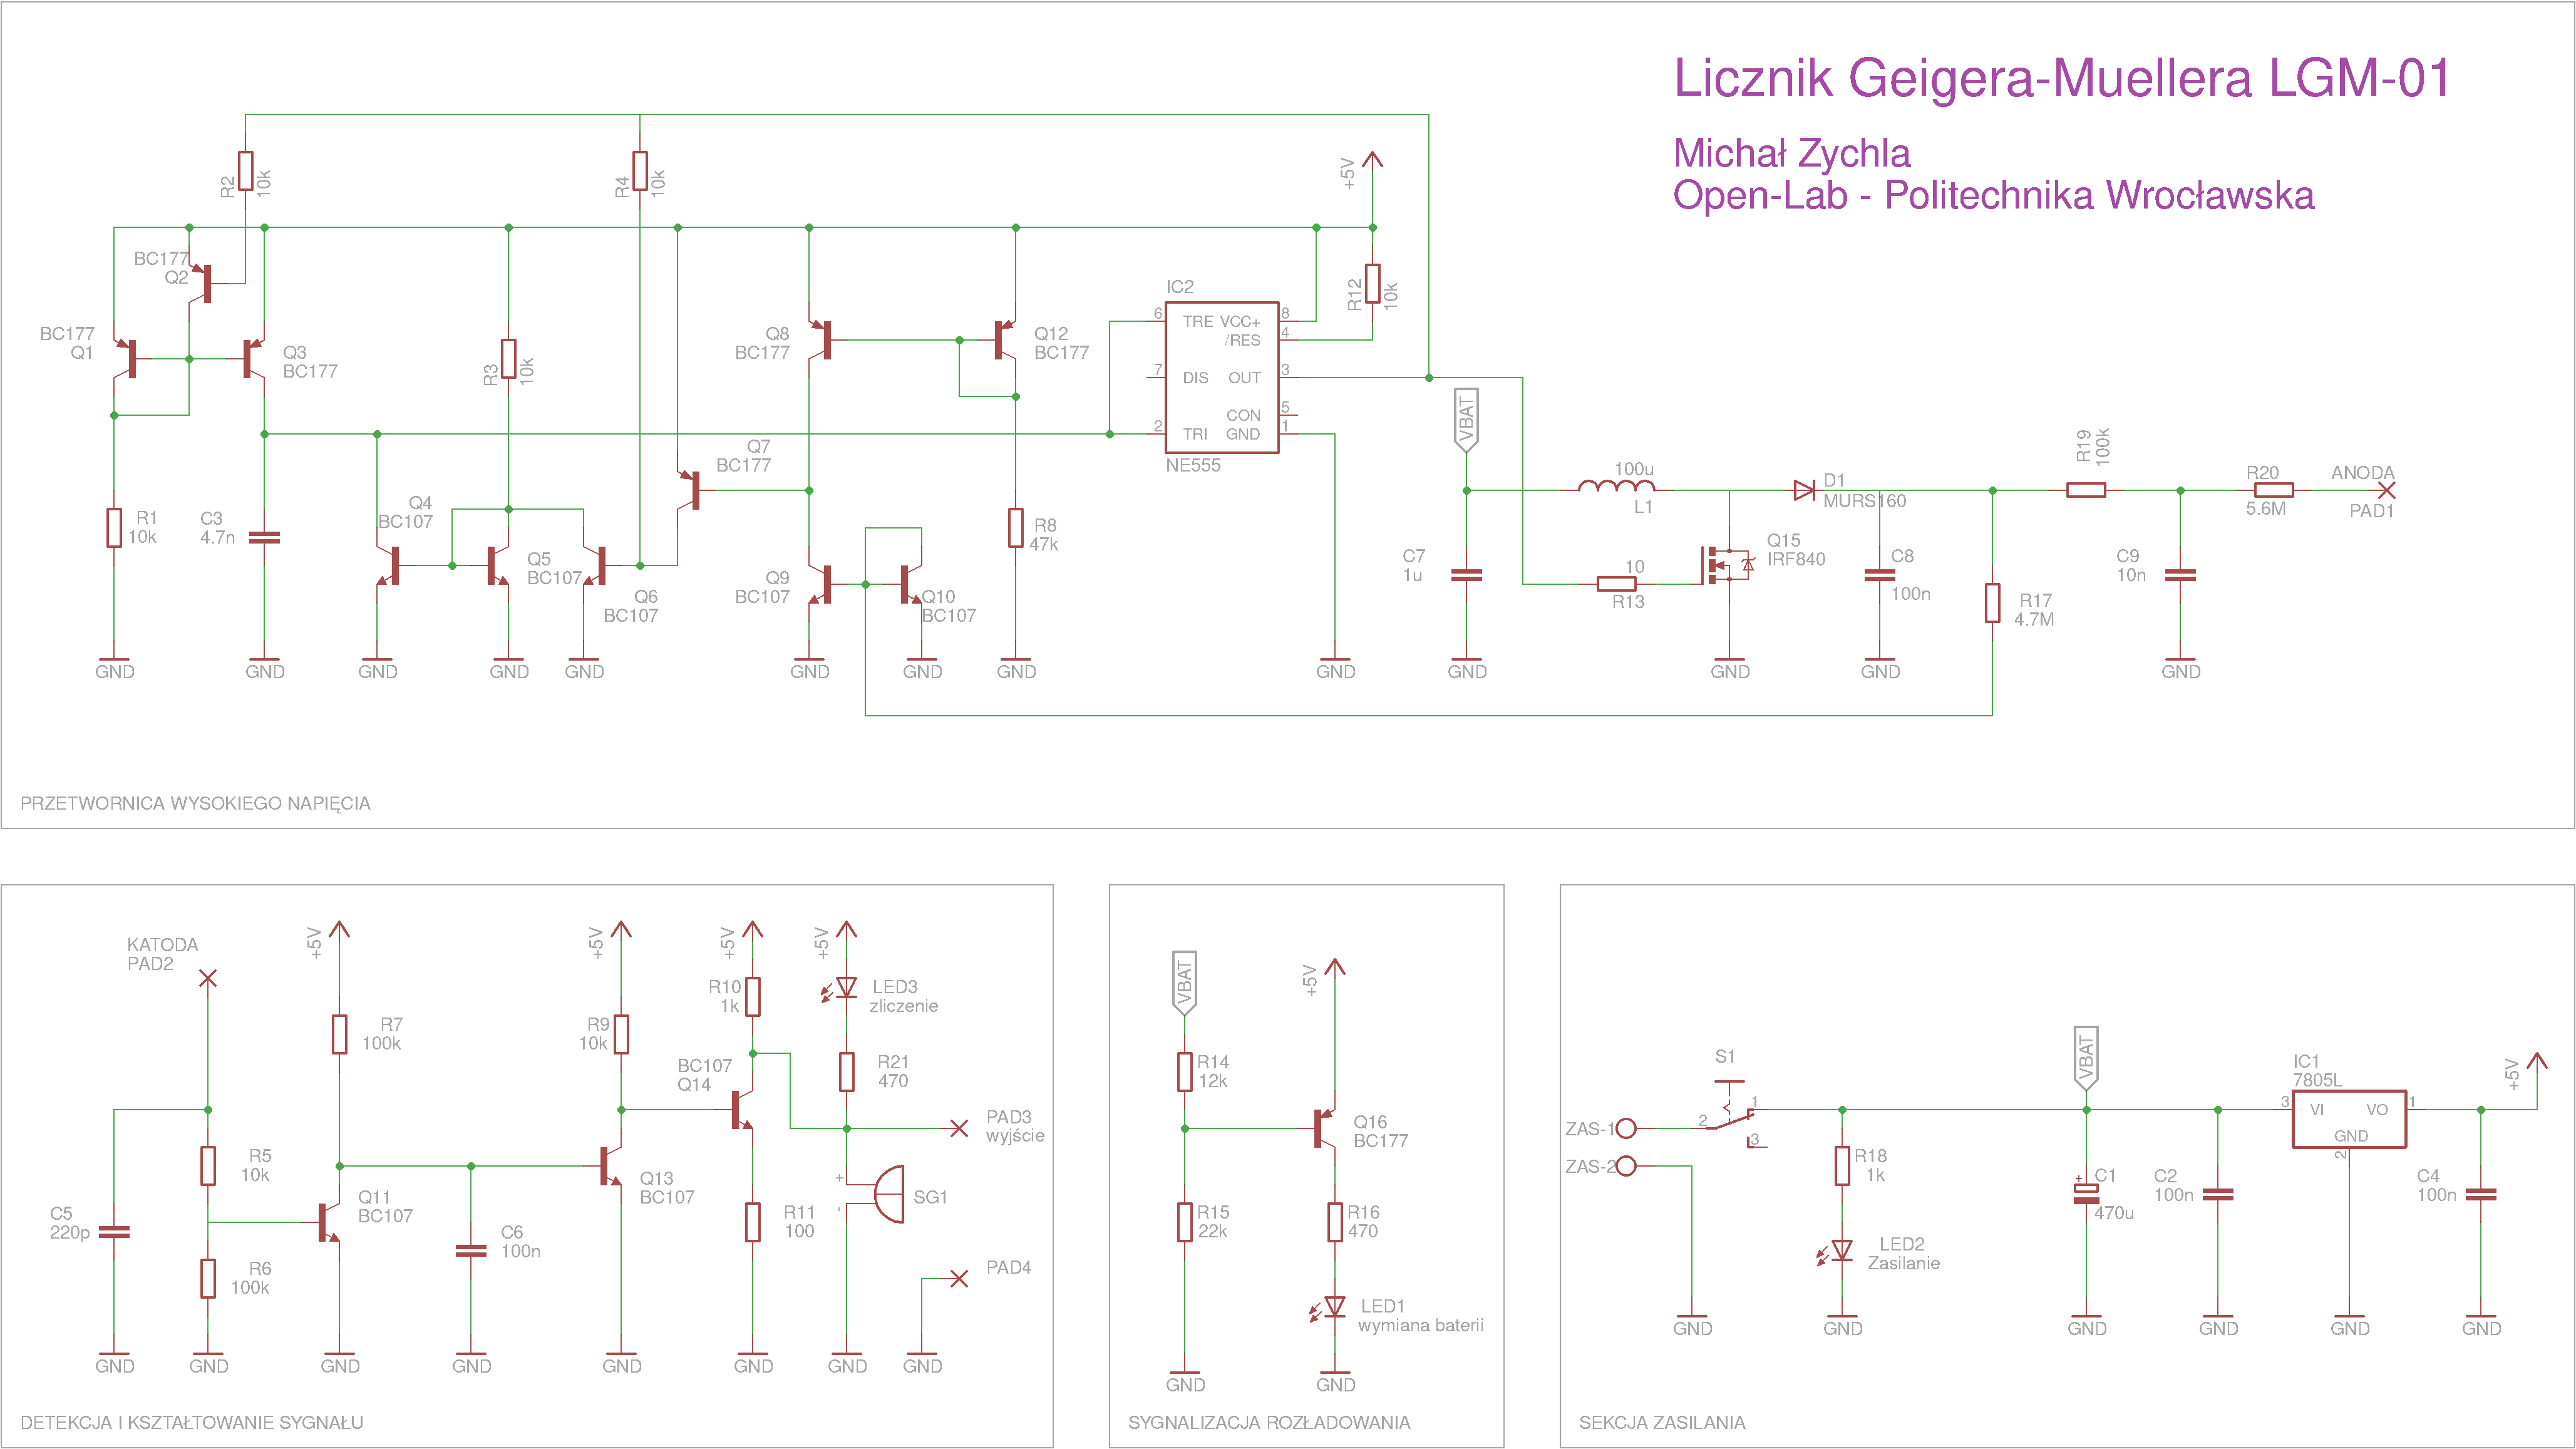 Licznik Geigera-Muellera LGM-01
Michał Zychla
Open-Lab - Politechnika Wrocławska
+5V
R2
10k
R4
10k
BC177
Q2
BC177
Q1
Q3
BC177
R3
10k
Q8
BC177
Q12
BC177
IC2
6
TRE
VCC+
8
/RES
4
7
DIS
OUT
3
CON
5
2
TRI
GND
1
NE555
R12
10k
VBAT
Q7
BC177
R1
10k
C3
4.7n
Q4
BC107
Q5
BC107
Q6
BC107
Q9
BC107
Q10
BC107
R8
47k
C7
1u
100u
L1
10
R13
D1
MURS160
Q15
IRF840
C8
100n
R17
4.7M
R19
100k
C9
10n
R20
5.6M
ANODA
PAD1
GND
GND
GND
GND
GND
GND
GND
GND
GND
GND
GND
GND
GND
PRZETWORNICA WYSOKIEGO NAPIĘCIA
KATODA
PAD2
+5V
+5V
+5V
+5V
R7
100k
R9
10k
R10
1k
LED3
zliczenie
BC107
Q14
R21
470
PAD3
wyjście
R5
10k
Q11
BC107
Q13
BC107
+
-
SG1
C5
220p
R6
100k
C6
100n
R11
100
PAD4
GND
GND
GND
GND
GND
GND
GND
GND
DETEKCJA I KSZTAŁTOWANIE SYGNAŁU
VBAT
+5V
R14
12k
Q16
BC177
R15
22k
R16
470
LED1
wymiana baterii
GND
GND
SYGNALIZACJA ROZŁADOWANIA
S1
ZAS-1
ZAS-2
2
1
3
VBAT
IC1
7805L
3
VI
VO
1
GND
2
+5V
R18
1k
LED2
Zasilanie
+
C1
470u
C2
100n
C4
100n
GND
GND
GND
GND
GND
GND
SEKCJA ZASILANIA